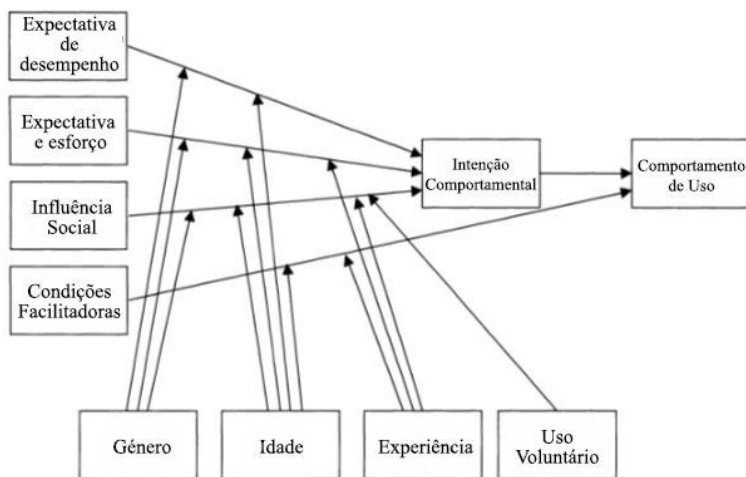 Expectativa
de
desempenho
Expectativa
e esforço
Influência
Social
Condições
Facilitadoras
Intenção
Comportamental
Comportamento
de Uso
Género
Idade
Experiência
Uso
Voluntário